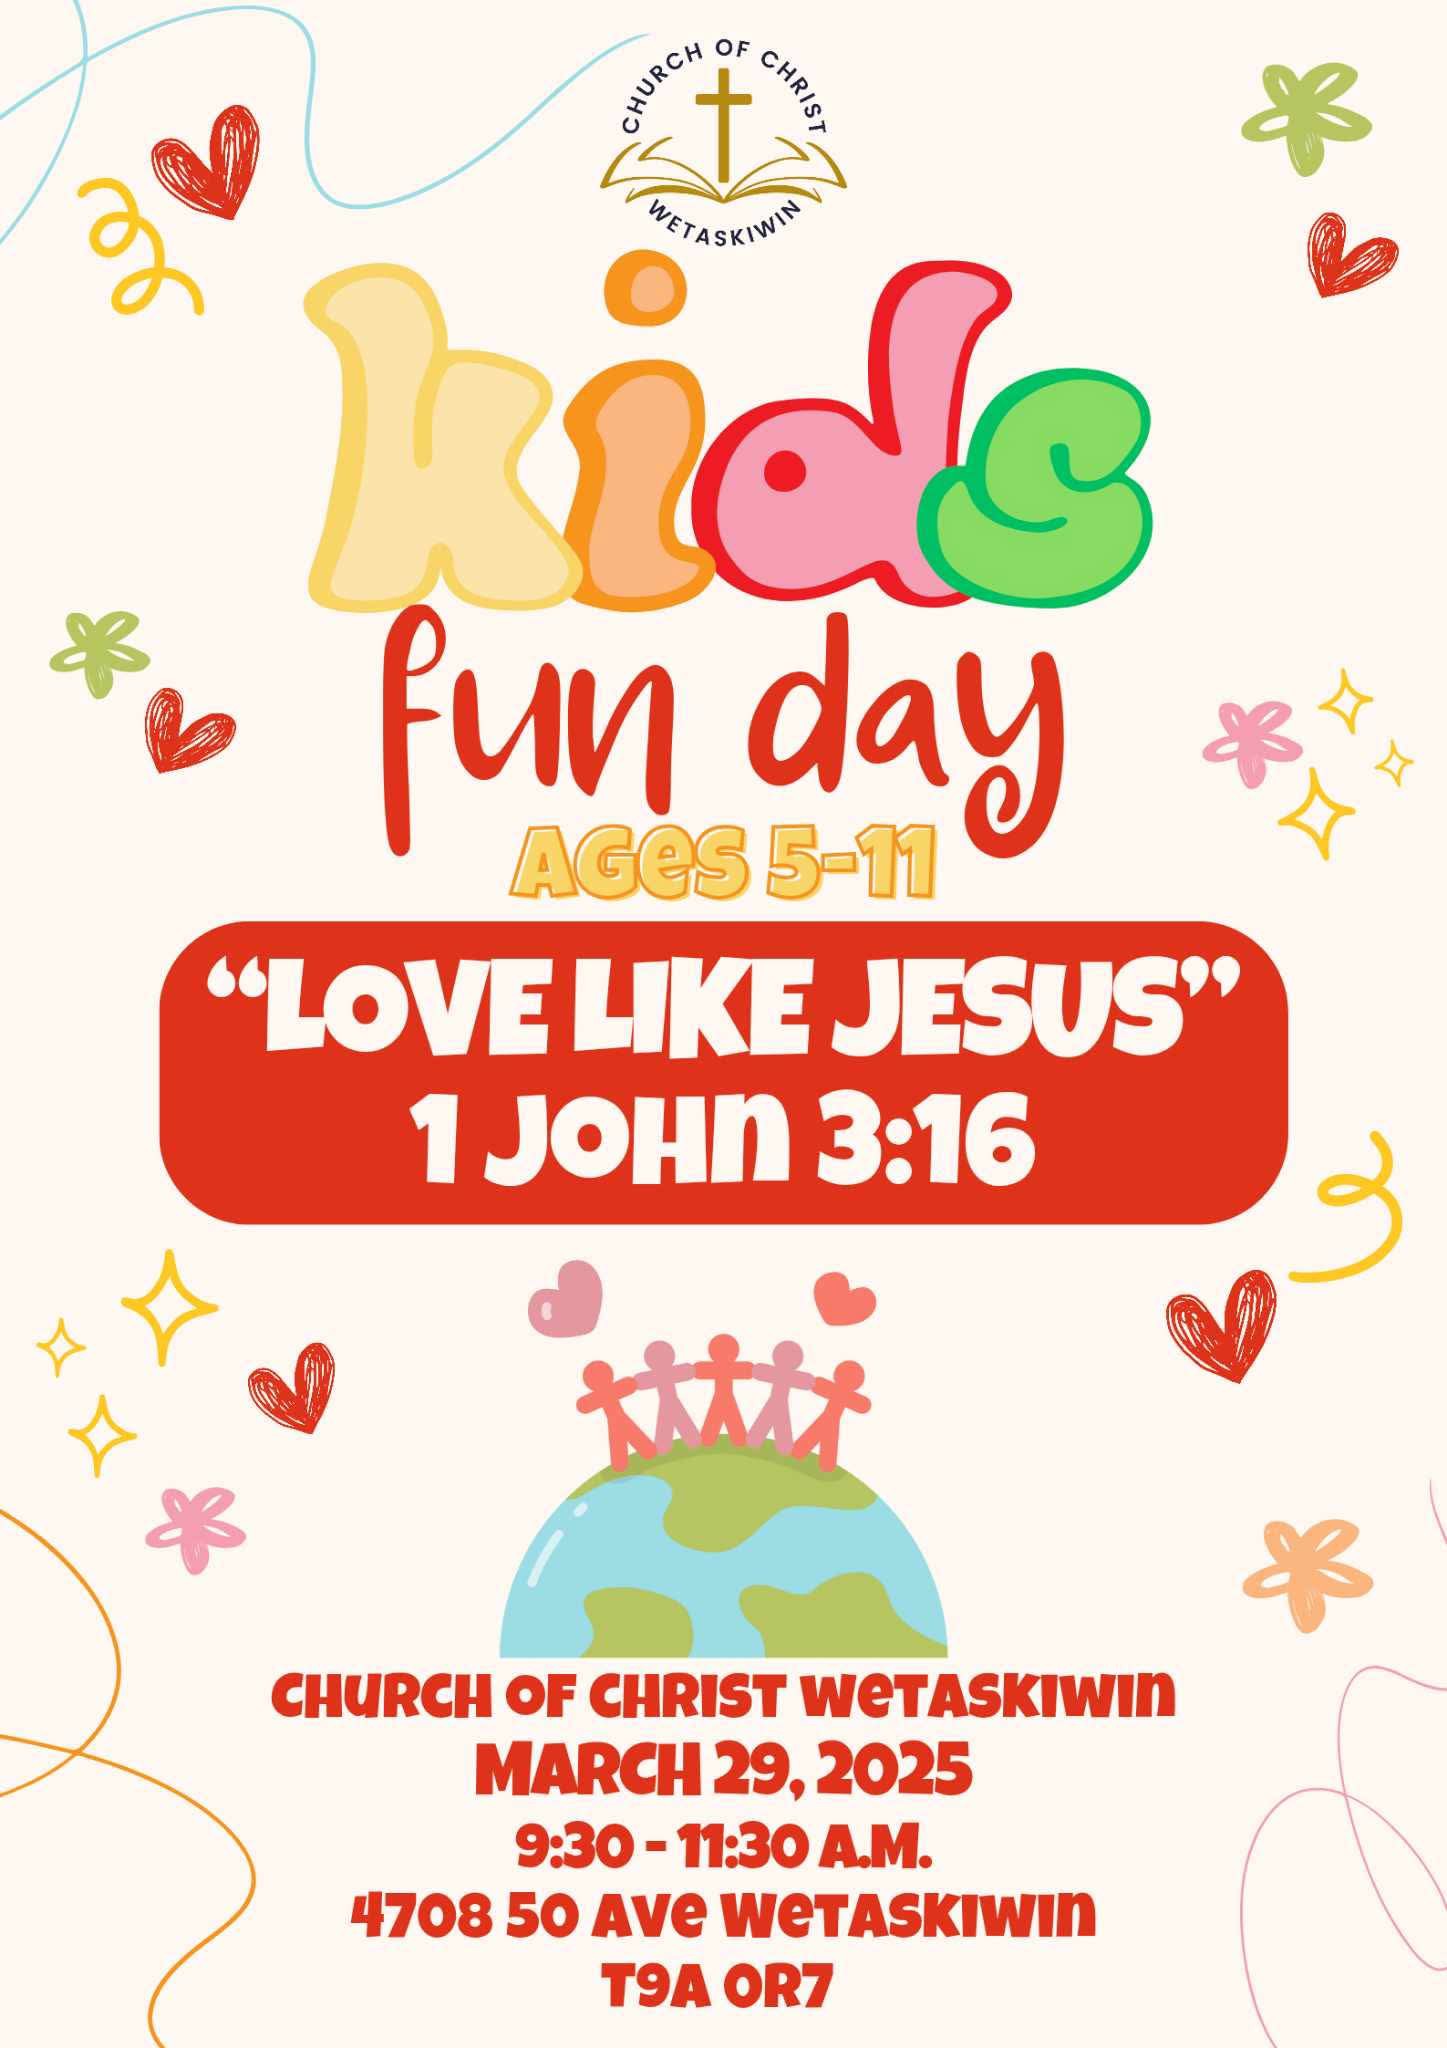 CHURCH OF CHRIST
WETASKIWIN
kids
fun day
AGES 5-11
“LOVE LIKE JESUS”
1 JOHN 3:16
CHURCH OF CHRIST WETASKIWIN
MARCH 29, 2025
9:30 - 11:30 A.M.
4708 50 AVE WETASKIWIN
T9A 0R7